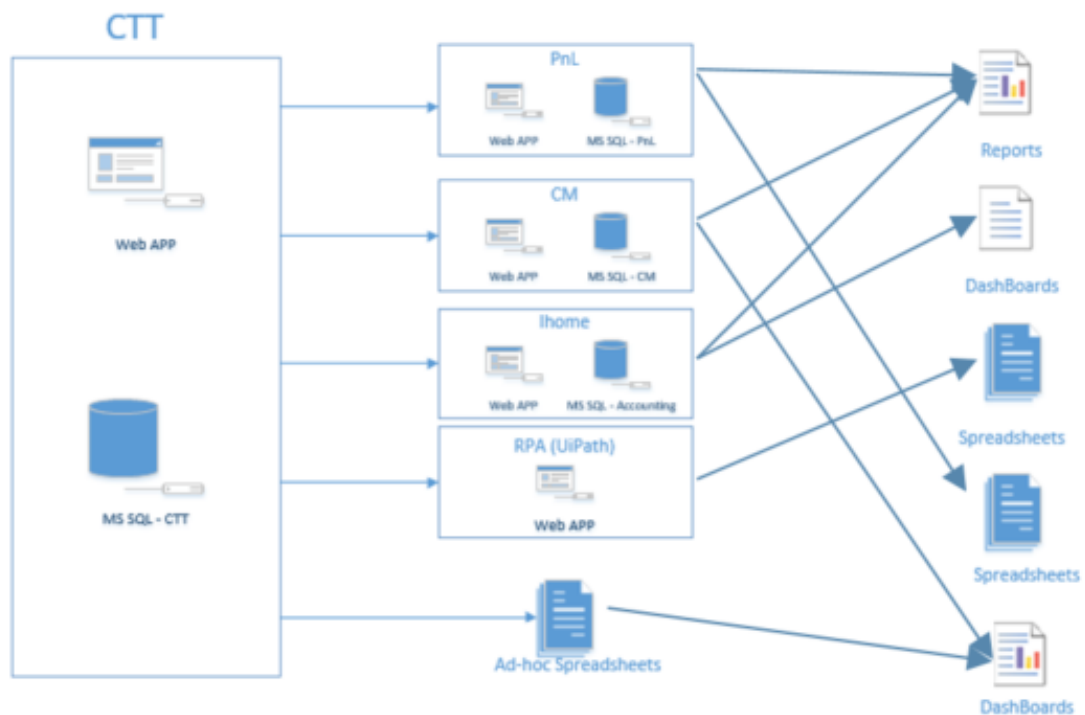 CTT
Web APP
MS SQL - CTT
PnL
Web APP
MS SQL - PnL
CM
Web APP
MS SQL - CM
Ihome
Web APP
MS SQL - Accounting
RPA (UiPath)
Web APP
Ad-hoc Spreadsheets
Reports
DashBoards
Spreadsheets
Spreadsheets
DashBoards